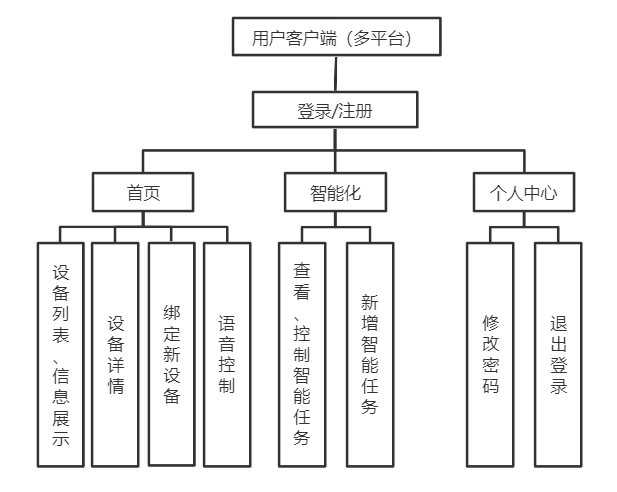 用户客户端（多平台）
登录/注册
首页
智能化
个人中心
设备列表、信息展示
设备详情
绑定新设备
语音控制
查看、控制智能任务
新增智能任务
修改密码
退出登录